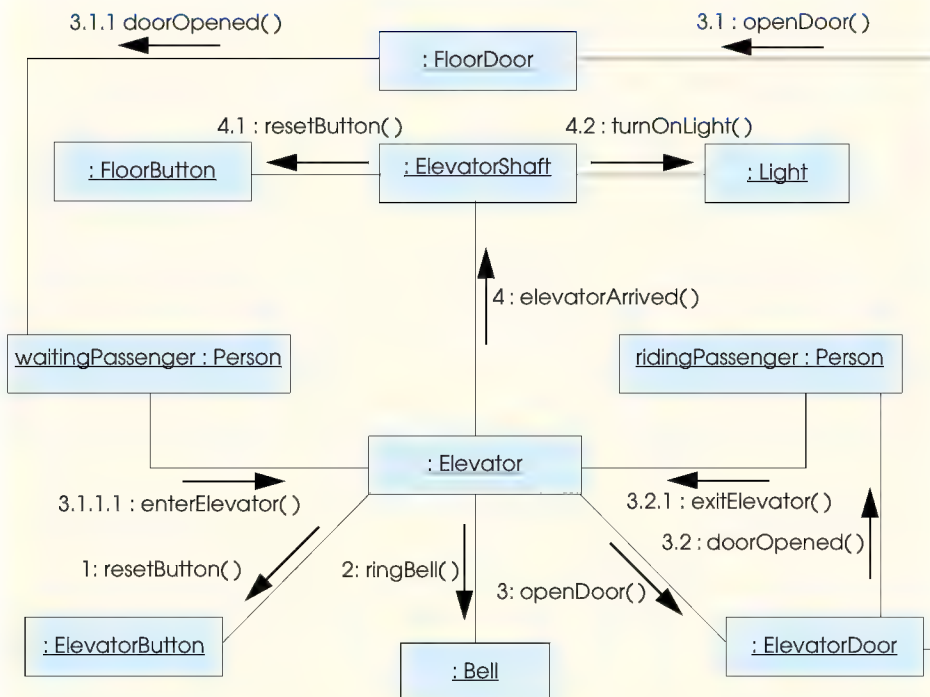 3.1.1 doorOpened( )
3.1 : openDoor( )
: FloorDoor
4.1 : resetButton( )
4.2 : turnOnLight( )
: FloorButton
: ElevatorShaft
: Light
4 : elevatorArrived( )
waitingPassenger : Person
ridingPassenger : Person
: Elevator
3.1.1.1 : enterElevator( )
3.2.1 : exitElevator( )
3.2 : doorOpened( )
1: resetButton( )
2: ringBell( )
3: openDoor( )
: ElevatorButton
: Bell
: ElevatorDoor